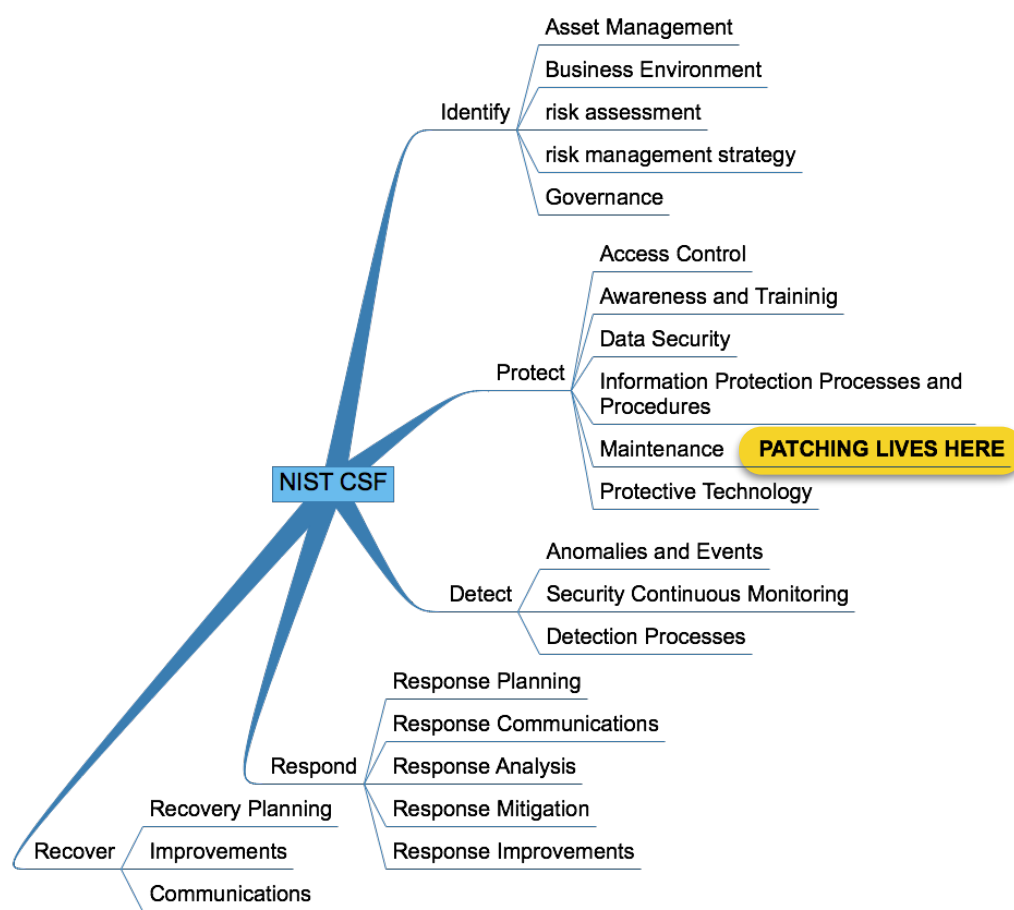 Asset Management
Business Environment
Identify
risk assessment
risk management strategy
Governance
Access Control
Awareness and Traininig
Data Security
Protect
Information Protection Processes and
Procedures
Maintenance
PATCHING LIVES HERE
Protective Technology
NIST CSF
Anomalies and Events
Detect
Security Continuous Monitoring
Detection Processes
Response Planning
Response Communications
Respond
Response Analysis
Response Mitigation
Response Improvements
Recovery Planning
Recover
Improvements
Communications